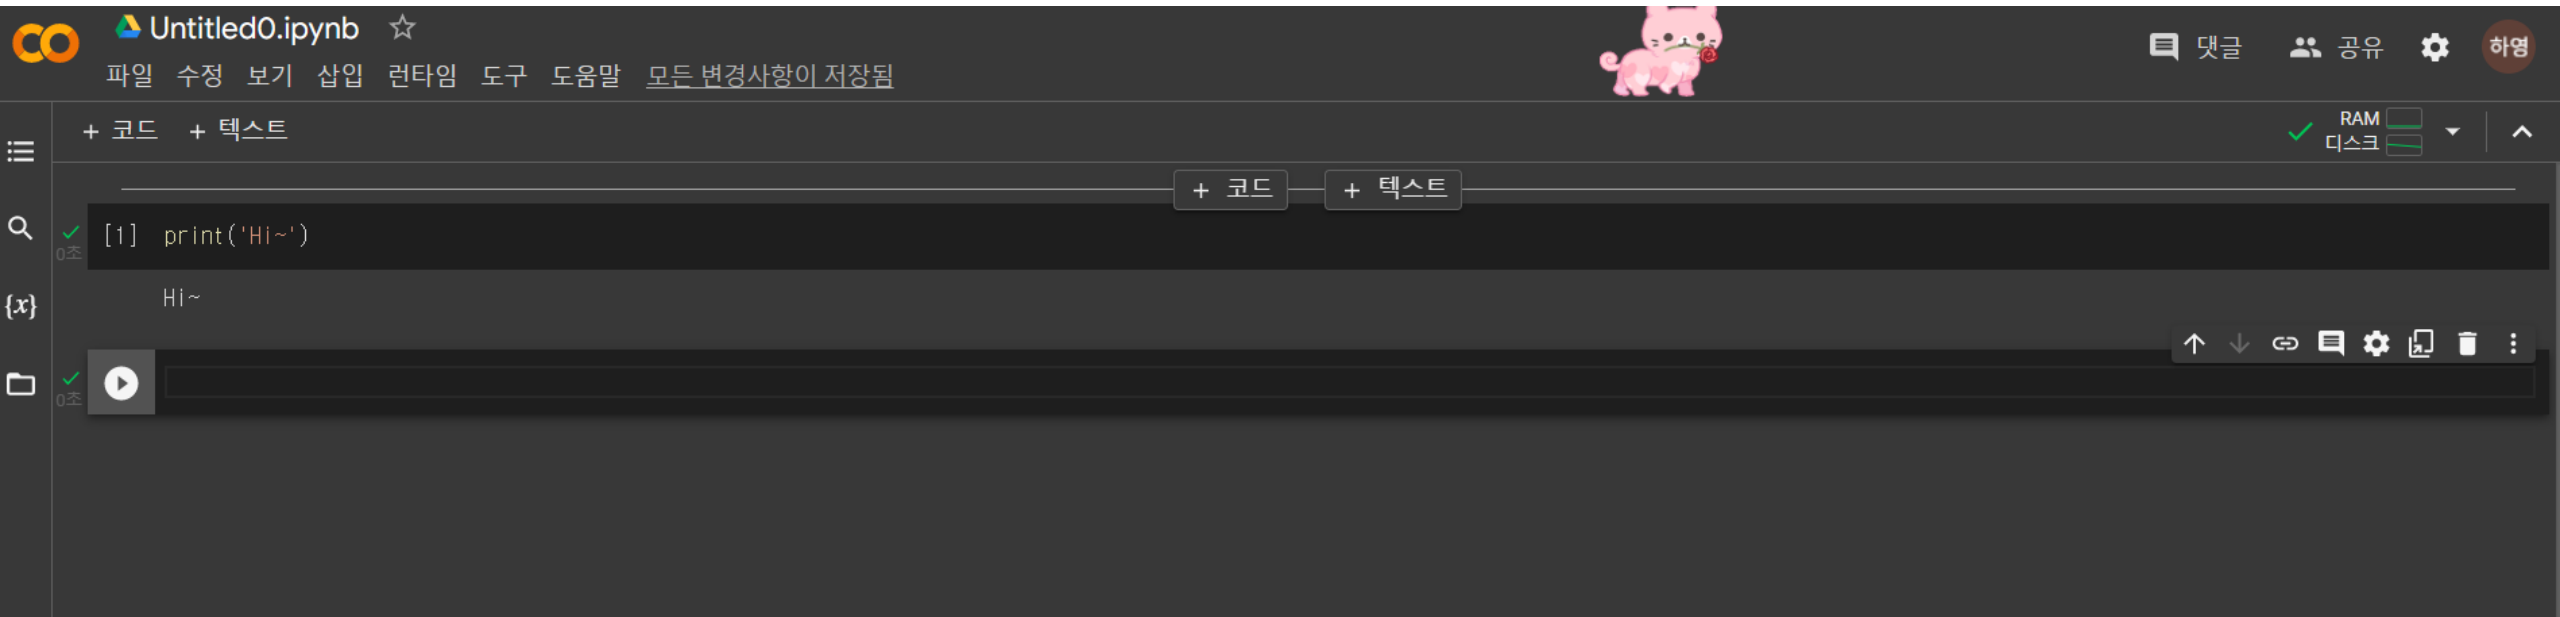 Untitled0.ipynb
파일 수정 보기 삽입 런타임 도구 도움말 모든 변경사항이 저장됨
댓글 공유 하영
+ 코드 + 텍스트
RAM
디스크
+ 코드 + 텍스트
[1] print('Hi~')
0초
Hi~
{x}
0초